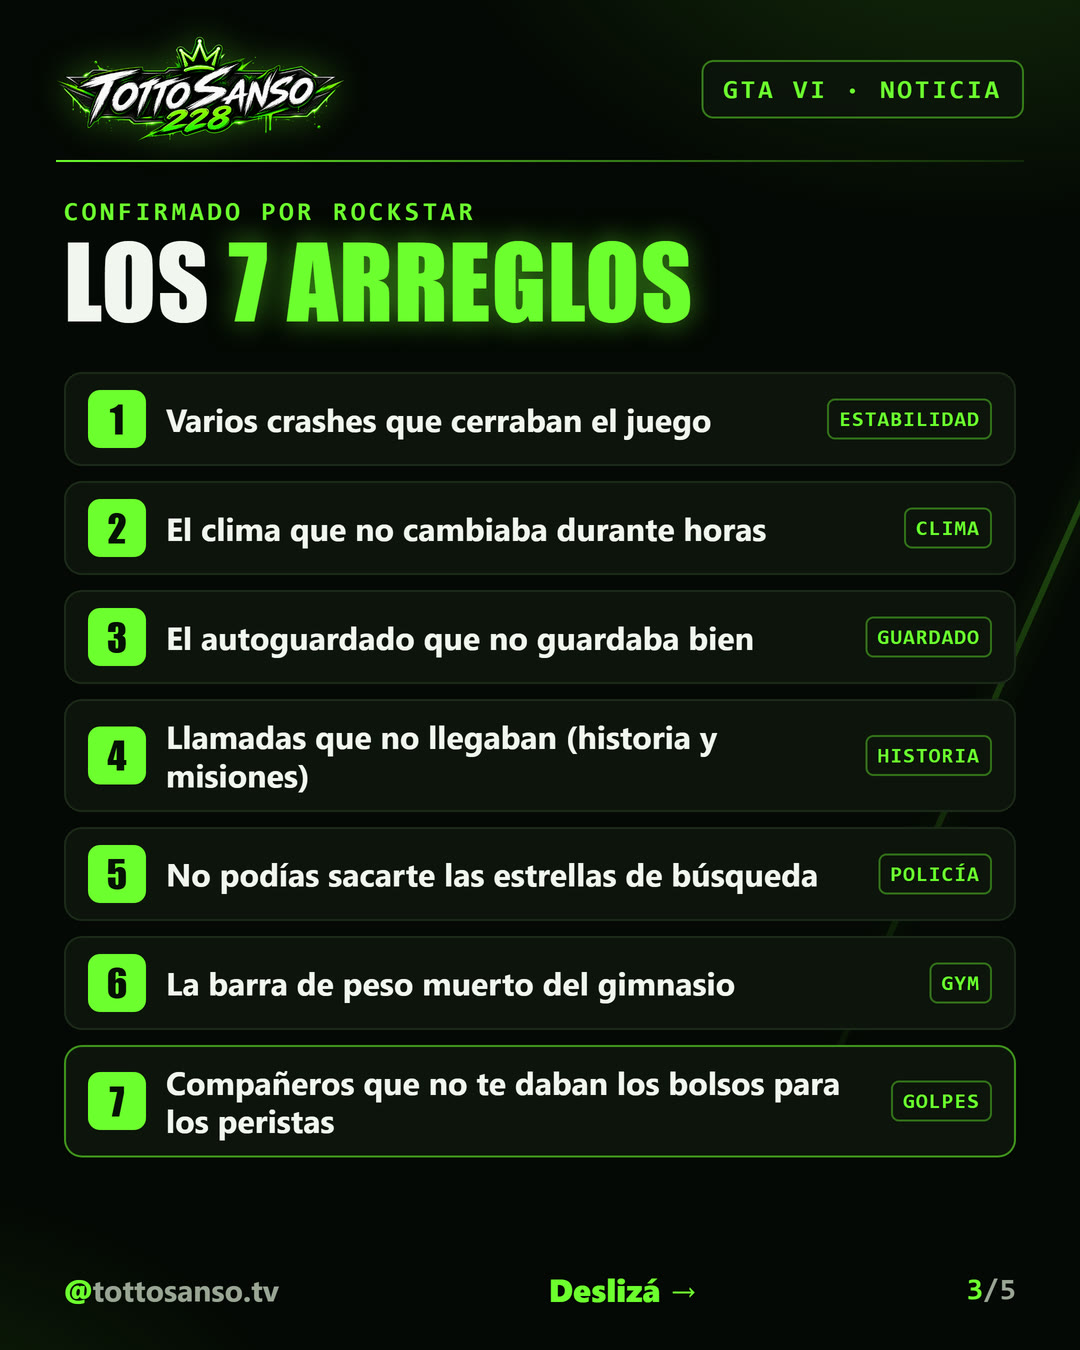 TOTTOSANSO
228
GTA VI · NOTICIA
CONFIRMADO POR ROCKSTAR
LOS 7 ARREGLOS
1 Varios crashes que cerraban el juego ESTABILIDAD
2 El clima que no cambiaba durante horas CLIMA
3 El autoguardado que no guardaba bien GUARDADO
4 Llamadas que no llegaban (historia y
misiones) HISTORIA
5 No podías sacarte las estrellas de búsqueda POLICÍA
6 La barra de peso muerto del gimnasio GYM
7 Compañeros que no te daban los bolsos para
los peristas GOLPES
@tottosanso.tv Deslizá → 3/5